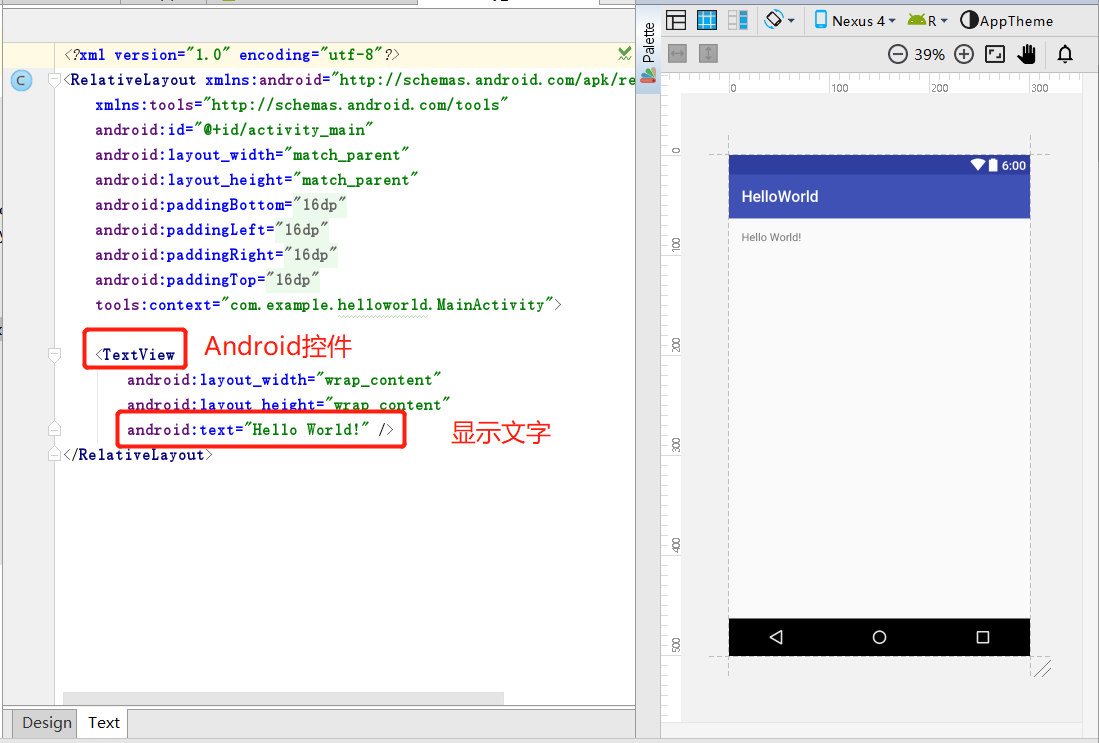 <?xml version="1.0" encoding="utf-8"?>
<RelativeLayout xmlns:android="http://schemas.android.com/apk/re
xmlns:tools="http://schemas.android.com/tools"
android:id="@+id/activity_main"
android:layout_width="match_parent"
android:layout_height="match_parent"
android:paddingBottom="16dp"
android:paddingLeft="16dp"
android:paddingRight="16dp"
android:paddingTop="16dp"
tools:context="com.example.helloworld.MainActivity">
<TextView Android控件
android:layout_width="wrap_content"
android:layout_height="wrap_content"
android:text="Hello World!" /> 显示文字
</RelativeLayout>
C
Design Text
Palette
Nexus 4 R AppTheme
39%
0 100 200 300
0
100
200
300
400
500
6:00
HelloWorld
Hello World!